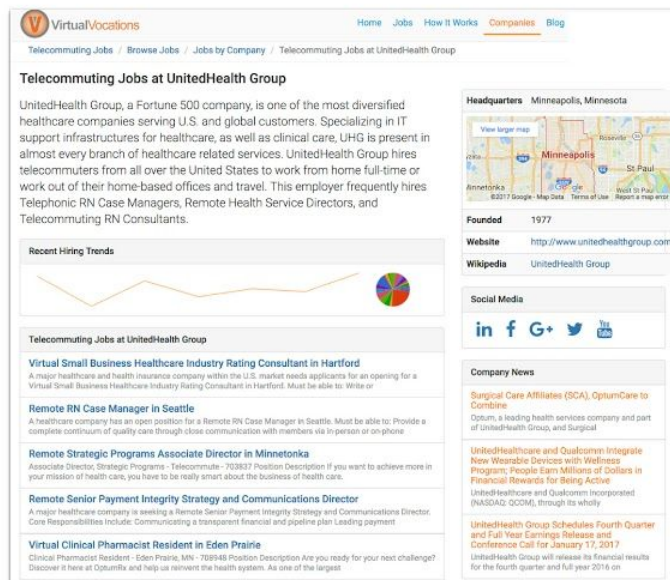 VirtualVocations
Home Jobs How It Works Companies Blog
Telecommuting Jobs / Browse Jobs / Jobs by Company / Telecommuting Jobs at UnitedHealth Group
Telecommuting Jobs at UnitedHealth Group
UnitedHealth Group, a Fortune 500 company, is one of the most diversified
healthcare companies serving U.S. and global customers. Specializing in IT
support infrastructures for healthcare, as well as clinical care, UHG is present in
almost every branch of healthcare related services. UnitedHealth Group hires
telecommuters from all over the United States to work from home full-time or
work out of their home-based offices and travel. This employer frequently hires
Telephonic RN Case Managers, Remote Health Service Directors, and
Telecommuting RN Consultants.
Recent Hiring Trends
Telecommuting Jobs at UnitedHealth Group
Virtual Small Business Healthcare Industry Rating Consultant in Hartford
A major healthcare and health insurance company within the U.S. market needs applicants for an opening for a
Virtual Small Business Healthcare Industry Rating Consultant in Hartford. Must be able to: Write or
Remote RN Case Manager in Seattle
A healthcare company has an open position for a Remote RN Case Manager in Seattle. Must be able to: Provide a
complete continuum of quality care through close communication with members via in-person or on-phone
Remote Strategic Programs Associate Director in Minnetonka
Associate Director, Strategic Programs - Telecommute - 703837 Position Description If you want to achieve more in
your mission of health care, you have to be really smart about the business of health care.
Remote Senior Payment Integrity Strategy and Communications Director
A major healthcare company is seeking a Remote Senior Payment Integrity Strategy and Communications Director.
Core Responsibilities Include: Communicating a transparent financial and pipeline plan Leading payment
Virtual Clinical Pharmacist Resident in Eden Prairie
Clinical Pharmacist Resident - Eden Prairie, MN - 708948 Position Description Are you ready for your next challenge?
Discover it here at OptumRx and help us reinvent the health system. As one of the largest
Headquarters Minneapolis, Minnesota
View larger map
Roseville
Minneapolis
St Paul
Minnetonka
West St Paul
Google
©2017 Google - Map Data Terms of Use Report a map error
Founded 1977
Website http://www.unitedhealthgroup.com
Wikipedia UnitedHealth Group
Social Media
in f G+ You Tube
Company News
Surgical Care Affiliates (SCA), OptumCare to
Combine
Optum, a leading health services company and part
of UnitedHealth Group, and Surgical
UnitedHealthcare and Qualcomm Integrate
New Wearable Devices with Wellness
Program; People Earn Millions of Dollars in
Financial Rewards for Being Active
UnitedHealthcare and Qualcomm Incorporated
(NASDAQ: QCOM), through its wholly
UnitedHealth Group Schedules Fourth Quarter
and Full Year Earnings Release and
Conference Call for January 17, 2017
UnitedHealth Group will release its financial results
for the fourth quarter and full year 2016 on